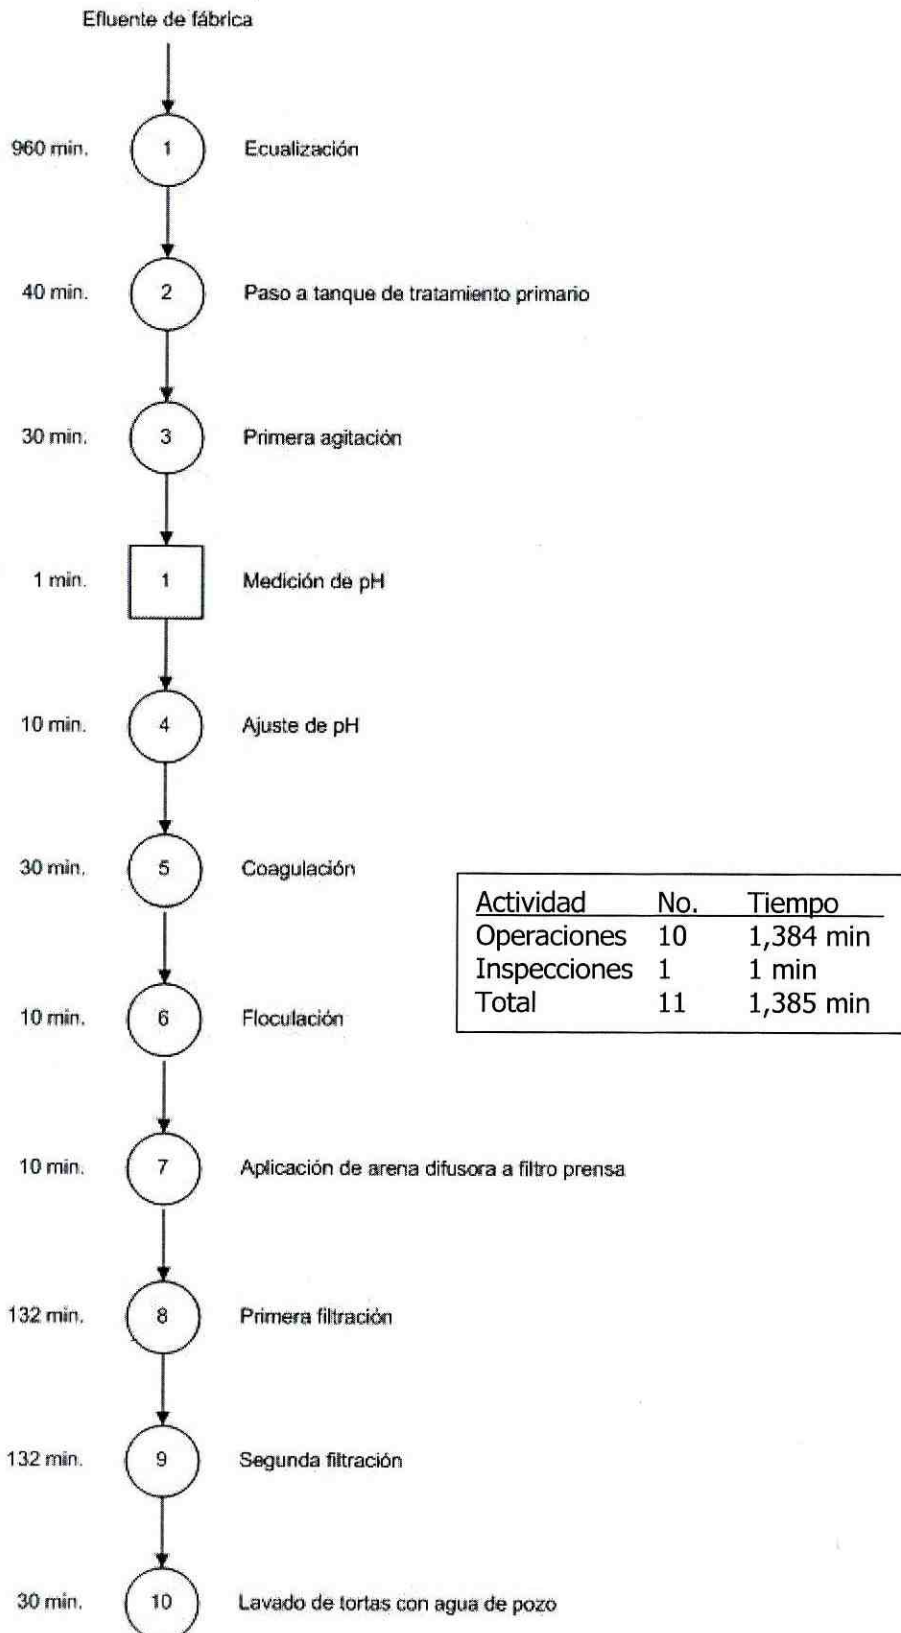 Efluente de fábrica
960 min. 1 Ecualización
40 min. 2 Paso a tanque de tratamiento primario
30 min. 3 Primera agitación
1 min. 1 Medición de pH
10 min. 4 Ajuste de pH
30 min. 5 Coagulación
Actividad No. Tiempo
Operaciones 10 1,384 min
Inspecciones 1 1 min
Total 11 1,385 min
10 min. 6 Floculación
10 min. 7 Aplicación de arena difusora a filtro prensa
132 min. 8 Primera filtración
132 min. 9 Segunda filtración
30 min. 10 Lavado de tortas con agua de pozo